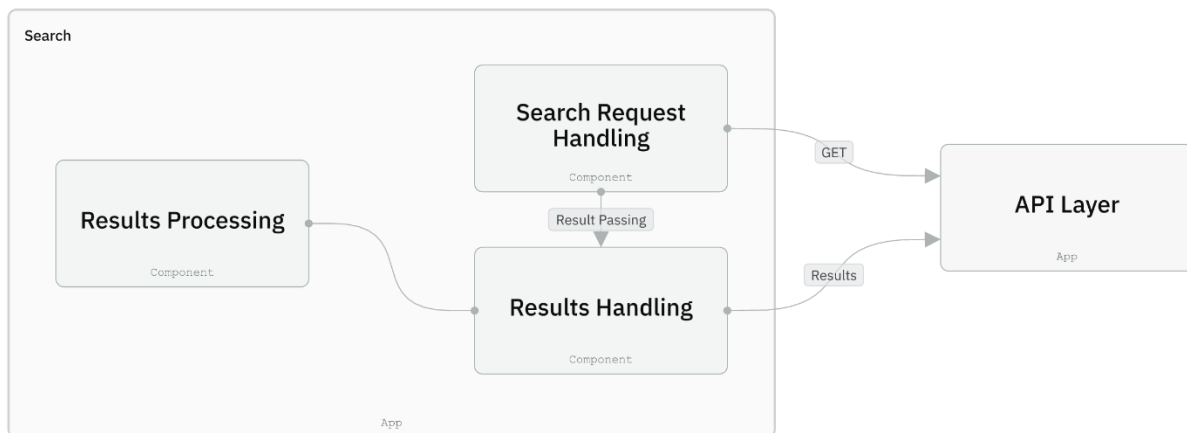 Search
Search Request
Handling
Component
GET
Results Processing
Component
Result Passing
API Layer
App
Results Handling
Component
Results
App